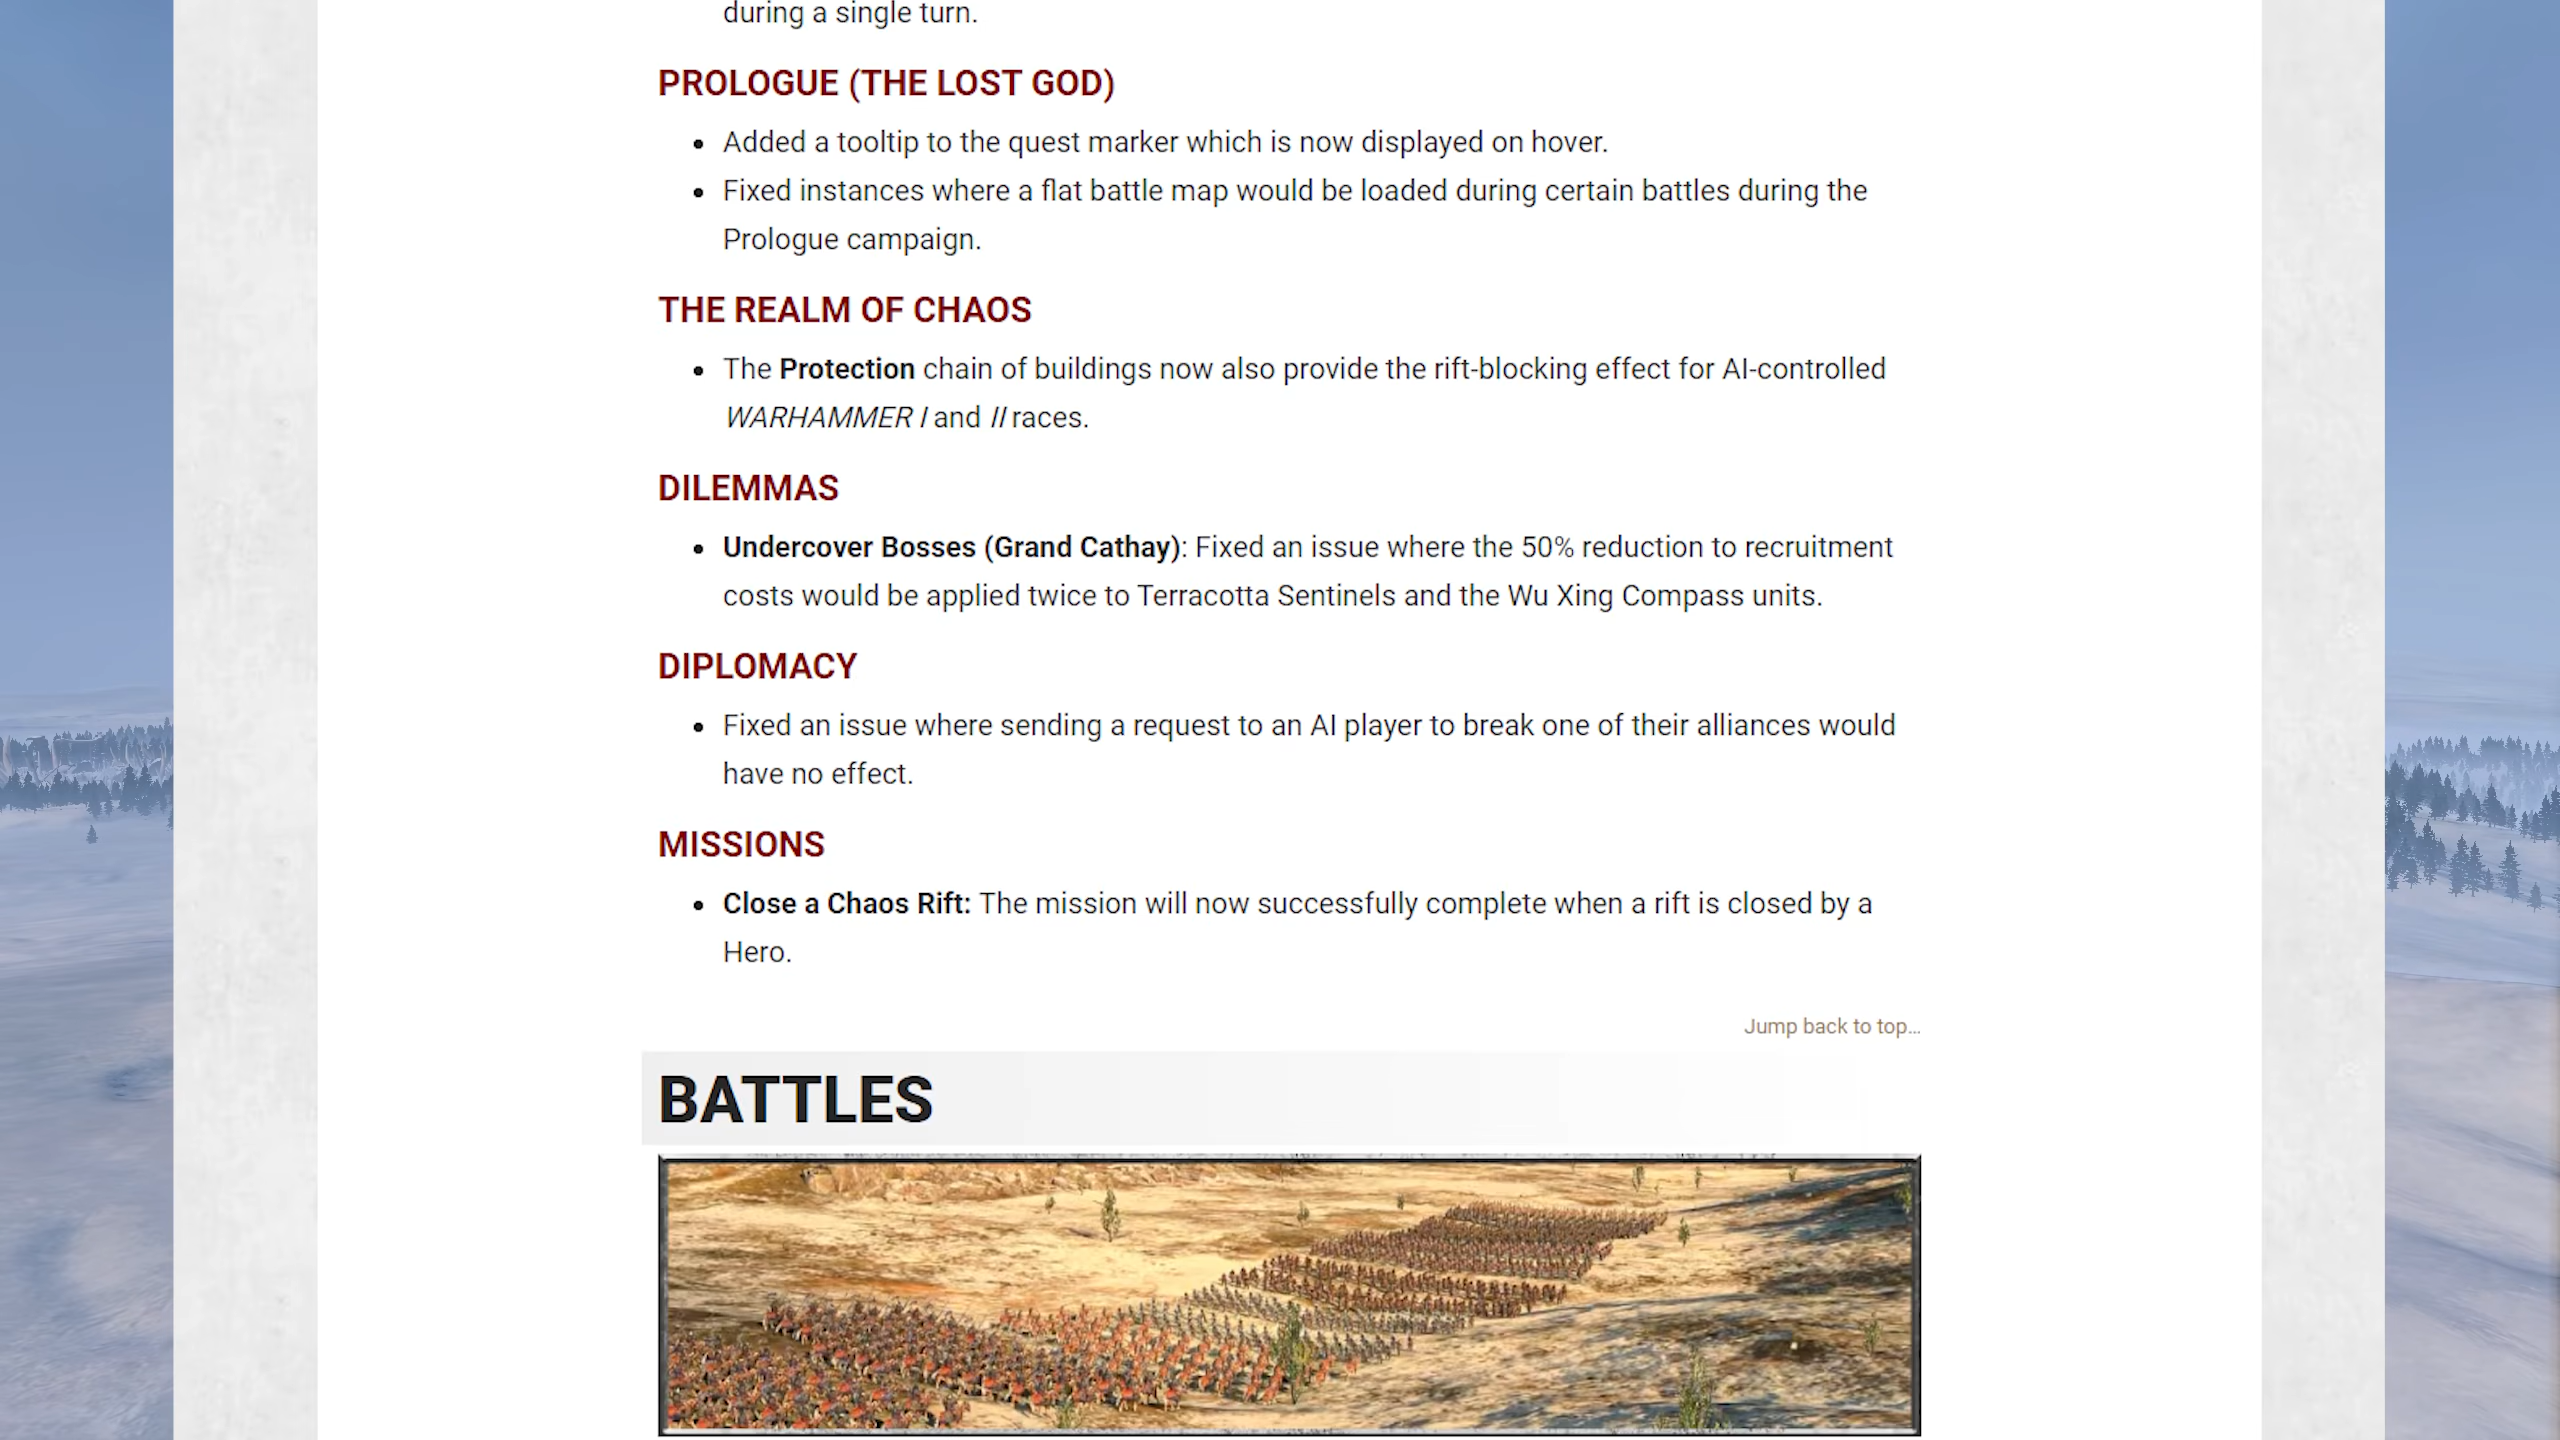 during a single turn.
PROLOGUE (THE LOST GOD)
• Added a tooltip to the quest marker which is now displayed on hover.
• Fixed instances where a flat battle map would be loaded during certain battles during the
Prologue campaign.
THE REALM OF CHAOS
• The Protection chain of buildings now also provide the rift-blocking effect for AI-controlled
WARHAMMER I and II races.
DILEMMAS
• Undercover Bosses (Grand Cathay): Fixed an issue where the 50% reduction to recruitment
costs would be applied twice to Terracotta Sentinels and the Wu Xing Compass units.
DIPLOMACY
• Fixed an issue where sending a request to an AI player to break one of their alliances would
have no effect.
MISSIONS
• Close a Chaos Rift: The mission will now successfully complete when a rift is closed by a
Hero.
Jump back to top...
BATTLES